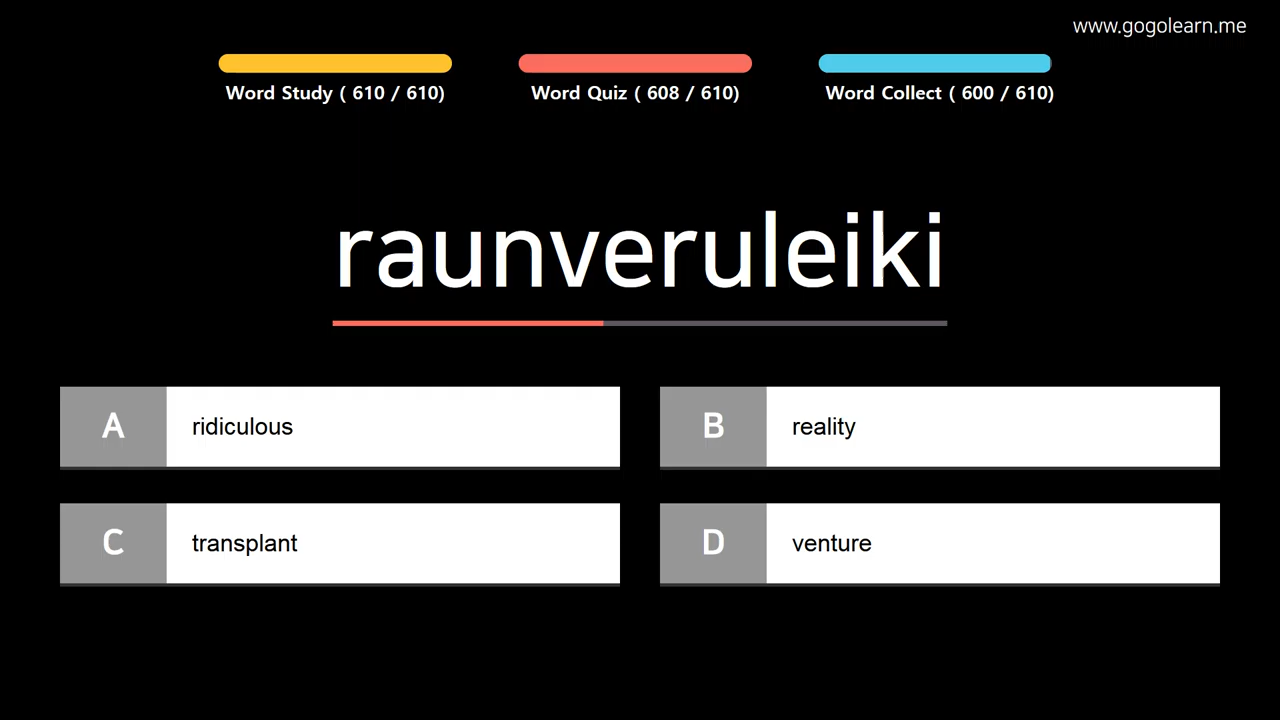 www.gogolearn.me
Word Study ( 610 / 610)
Word Quiz ( 608 / 610)
Word Collect ( 600 / 610)
raunveruleiki
A ridiculous
B reality
C transplant
D venture